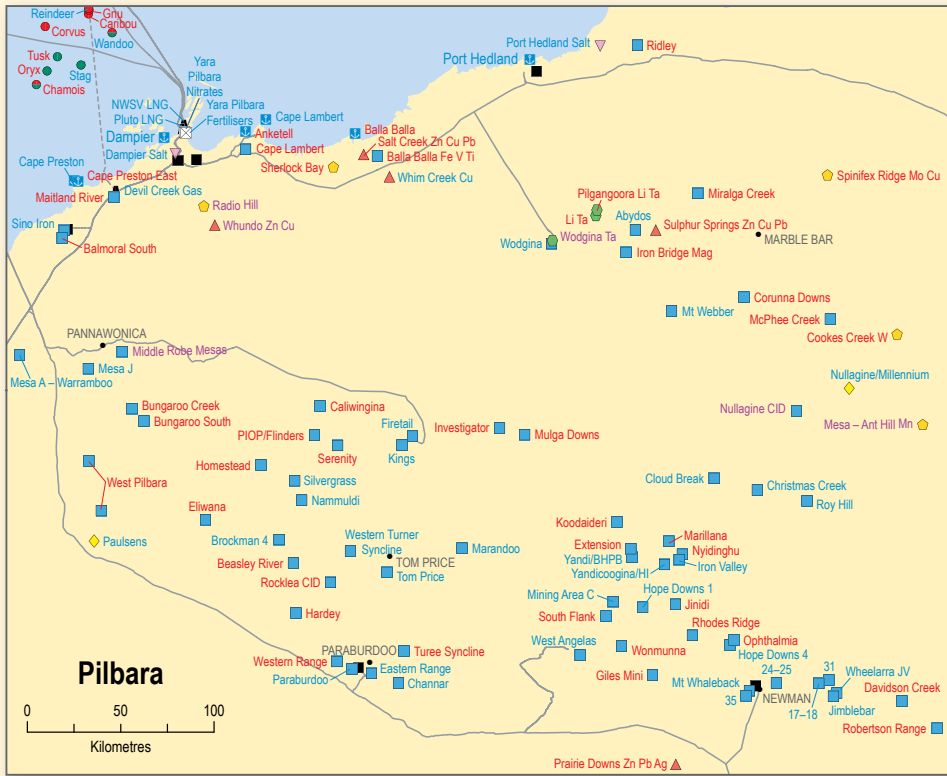 Reindeer
Gnu
Caribou
Corvus
Wandoo
Tusk
Oryx
Stag
Chamois
Yara
Pilbara
Nitrates
NWSV LNG
Pluto LNG
Yara Pilbara
Fertilisers
Dampier
Dampier Salt
Cape Lambert
Anketell
Cape Lambert
Port Hedland Salt
Port Hedland
Ridley
Balla Balla
Salt Creek Zn Cu Pb
Balla Balla Fe V Ti
Sherlock Bay
Whim Creek Cu
Cape Preston
Cape Preston East
Devil Creek Gas
Maitland River
Radio Hill
Whundo Zn Cu
Sino Iron
Balmoral South
Spinifex Ridge Mo Cu
Pilgangoora Li Ta
Li Ta
Miralga Creek
Abydos
Sulphur Springs Zn Cu Pb
Wodgina
Wodgina Ta
MARBLE BAR
Iron Bridge Mag
Corunna Downs
Mt Webber
McPhee Creek
Cookes Creek W
PANNAWONICA
Middle Robe Mesas
Mesa A – Warramboo
Mesa J
Nullagine/Millennium
Nullagine CID
Mesa – Ant Hill Mn
Bungaroo Creek
Bungaroo South
Caliwingina
Firetail
PIOP/Flinders
Serenity
Kings
Investigator
Mulga Downs
Homestead
Silvergrass
Nammuldi
West Pilbara
Cloud Break
Christmas Creek
Roy Hill
Eliwana
Paulsens
Brockman 4
Western Turner
Syncline
Marandoo
TOM PRICE
Tom Price
Beasley River
Rocklea CID
Hardey
Koodaideri
Extension
Yandi/BHPB
Yandicoogina/HI
Marillana
Nyidinghu
Iron Valley
Mining Area C
Hope Downs 1
South Flank
Jinidi
Rhodes Ridge
Ophthalmia
Hope Downs 4
West Angelas
Wonmunna
Giles Mini
PARABURDOO
Turee Syncline
Western Range
Paraburdoo
Eastern Range
Channar
Mt Whaleback
24–25
31
Wheelarra JV
Davidson Creek
35
NEWMAN
17–18
Jimblebar
Robertson Range
Prairie Downs Zn Pb Ag
Pilbara
0 50 100
Kilometres